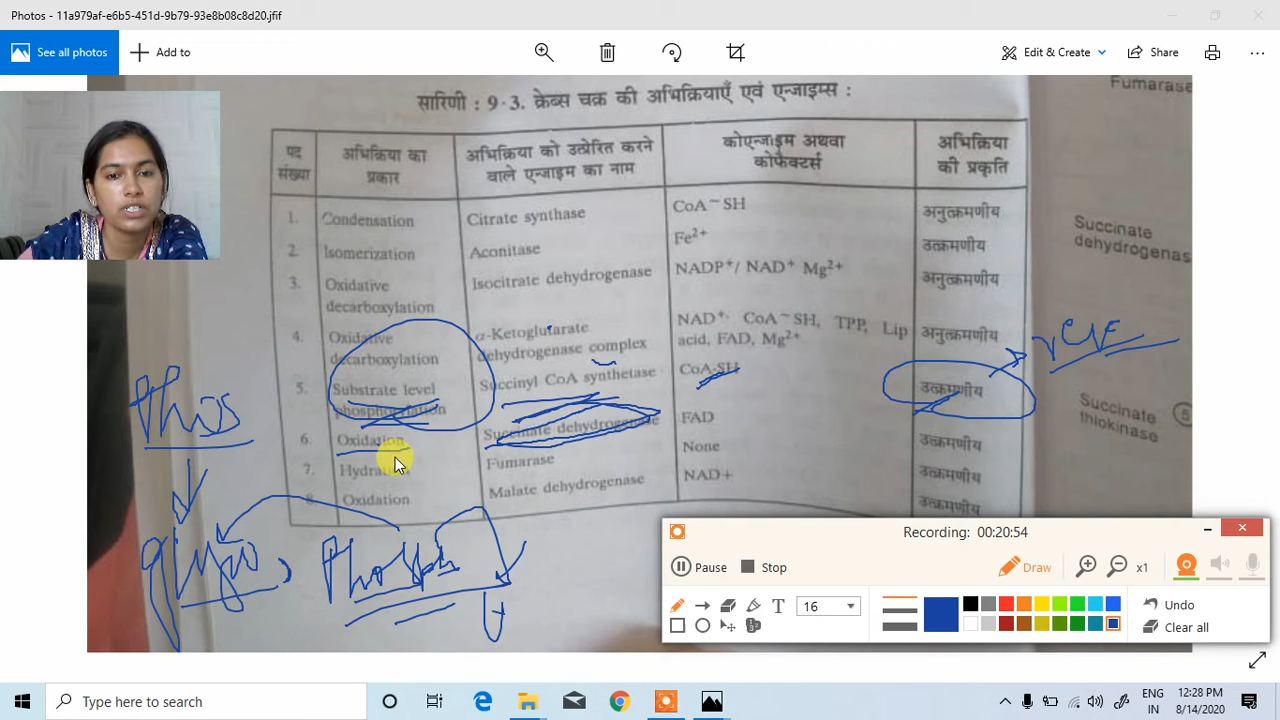 Photos - 11a979af-e6b5-451d-9b79-93e8b08c8d20.jfif
See all photos
Add to
Edit & Create
Share
सारिणी : 9·3. क्रेब्स चक्र की अभिक्रियाएँ एवं एन्जाइम्स :
पद संख्या
अभिक्रिया का प्रकार
अभिक्रिया को उत्प्रेरित करने वाले एन्जाइम का नाम
कोएन्जाइम अथवा कोफैक्टर्स
अभिक्रिया की प्रकृति
1. Condensation Citrate synthase CoA~SH अनुत्क्रमणीय
2. Isomerization Aconitase Fe2+ उत्क्रमणीय
3. Oxidative decarboxylation Isocitrate dehydrogenase NADP+/ NAD+ Mg2+ अनुत्क्रमणीय
4. Oxidative decarboxylation α-Ketoglutarate dehydrogenase complex NAD+ CoA~SH, TPP, Lip acid, FAD, Mg2+ अनुत्क्रमणीय
5. Substrate level phosphorylation Succinyl CoA synthetase CoA-SH उत्क्रमणीय
6. Oxidation Succinate dehydrogenase FAD उत्क्रमणीय
7. Hydration Fumarase None उत्क्रमणीय
8. Oxidation Malate dehydrogenase NAD+ उत्क्रमणीय
Fumarase
Succinate
dehydrogenas
Succinate
thiokinase
5
Phos
Recording: 00:20:54
Pause
Stop
Draw
x1
T
16
Undo
Clear all
Type here to search
ENG
IN
12:28 PM
8/14/2020